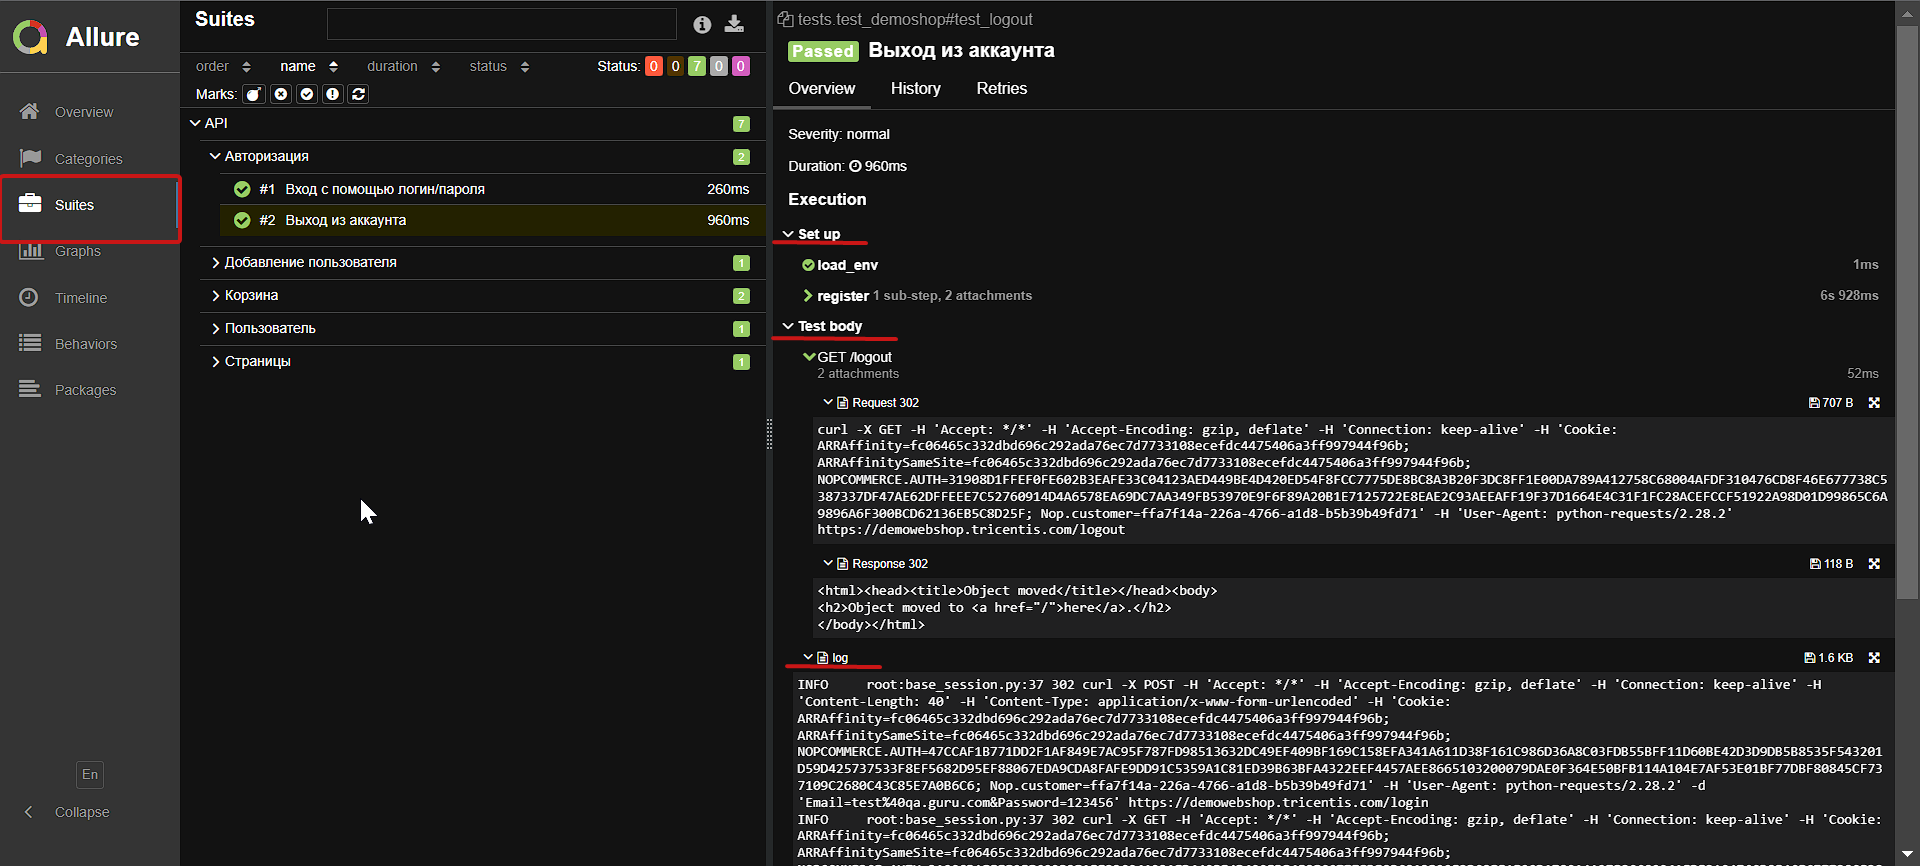 Allure
Overview
Categories
Suites
Graphs
Timeline
Behaviors
Packages
En
Collapse
Suites
order name duration status Status: 0 0 7 0 0
Marks:
API 7
Авторизация 2
#1 Вход с помощью логин/пароля 260ms
#2 Выход из аккаунта 960ms
Добавление пользователя 1
Корзина 2
Пользователь 1
Страницы 1
tests.test_demoshop#test_logout
Passed Выход из аккаунта
Overview History Retries
Severity: normal
Duration: 960ms
Execution
Set up
load_env 1ms
register 1 sub-step, 2 attachments 6s 928ms
Test body
GET /logout
2 attachments 52ms
Request 302 707 B
curl -X GET -H 'Accept: */*' -H 'Accept-Encoding: gzip, deflate' -H 'Connection: keep-alive' -H 'Cookie:
ARRAffinity=fc06465c332dbd696c292ada76ec7d7733108ecefdc4475406a3ff997944f96b;
ARRAffinitySameSite=fc06465c332dbd696c292ada76ec7d7733108ecefdc4475406a3ff997944f96b;
NOPCOMMERCE.AUTH=31908D1FFEF0FE602B3EAFE33C04123AED449BE4D420ED54F8FCC7775DE8BC8A3B20F3DC8FF1E00DA789A412758C68004AFDF310476CD8F46E677738C5
387337DF47AE62DFFEEE7C52760914D4A6578EA69DC7AA349FB53970E9F6F89A20B1E7125722E8EAE2C93AEEAFF19F37D1664E4C31F1FC28ACEFCCF51922A98D01D99865C6A
9896A6F300BCD62136EB5C8D25F; Nop.customer=ffa7f14a-226a-4766-a1d8-b5b39b49fd71' -H 'User-Agent: python-requests/2.28.2'
https://demowebshop.tricentis.com/logout
Response 302 118 B
<html><head><title>Object moved</title></head><body>
<h2>Object moved to <a href="/">here</a>.</h2>
</body></html>
log 1.6 KB
INFO root:base_session.py:37 302 curl -X POST -H 'Accept: */*' -H 'Accept-Encoding: gzip, deflate' -H 'Connection: keep-alive' -H
'Content-Length: 40' -H 'Content-Type: application/x-www-form-urlencoded' -H 'Cookie:
ARRAffinity=fc06465c332dbd696c292ada76ec7d7733108ecefdc4475406a3ff997944f96b;
ARRAffinitySameSite=fc06465c332dbd696c292ada76ec7d7733108ecefdc4475406a3ff997944f96b;
NOPCOMMERCE.AUTH=47CCAF1B771DD2F1AF849E7AC95F787FD98513632DC49EF409BF169C158EFA341A611D38F161C986D36A8C03FDB55BFF11D60BE42D3D9DB5B8535F543201
D59D425737533F8EF5682D95EF88067EDA9CDA8FAFE9DD91C5359A1C81ED39B63BFA4322EEF4457AEE8665103200079DAE0F364E50BFB114A104E7AF53E01BF77DBF80845CF73
7109C2680C43C85E7A0B6C6; Nop.customer=ffa7f14a-226a-4766-a1d8-b5b39b49fd71' -H 'User-Agent: python-requests/2.28.2' -d
'Email=test%40qa.guru.com&Password=123456' https://demowebshop.tricentis.com/login
INFO root:base_session.py:37 302 curl -X GET -H 'Accept: */*' -H 'Accept-Encoding: gzip, deflate' -H 'Connection: keep-alive' -H 'Cookie:
ARRAffinity=fc06465c332dbd696c292ada76ec7d7733108ecefdc4475406a3ff997944f96b;
ARRAffinitySameSite=fc06465c332dbd696c292ada76ec7d7733108ecefdc4475406a3ff997944f96b;